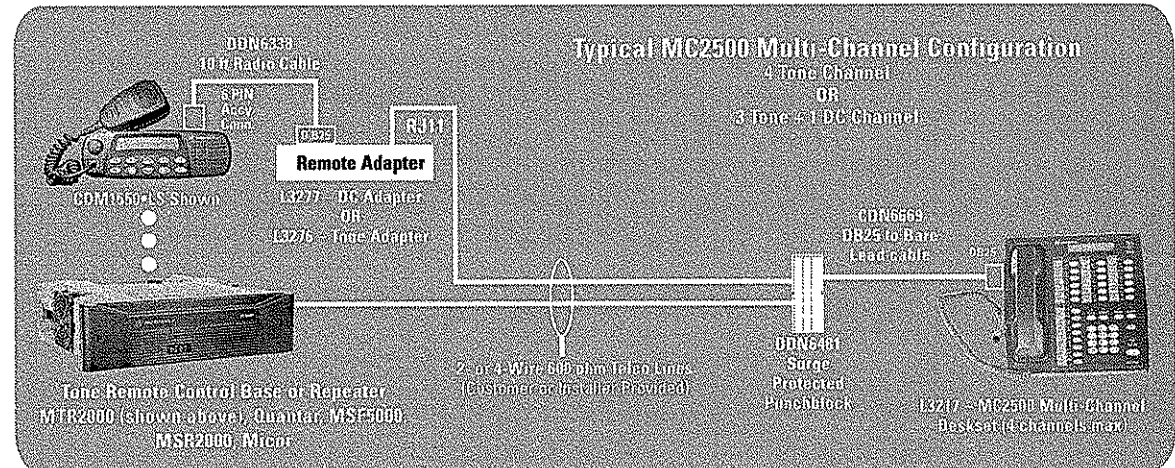 Typical MC2500 Multi-Channel Configuration
4 Tone Channel
OR
3 Tone + 1 DC Channel
DDN6338
10 ft Radio Cable
6 PIN
Accy
Conn
DB25
RJ11
Remote Adapter
CDM1550•LS Shown
L3277 – DC Adapter
OR
L3276 – Tone Adapter
CDN6669
DB25 to Bare
Lead cable
DB25
Tone Remote Control Base or Repeater
MTR2000 (shown above), Quantar, MSF5000,
MSR2000, Micor
2- or 4-Wire 600 ohm Telco Lines
(Customer or Installer Provided)
DDN6461
Surge
Protected
Punchblock
L3217 – MC2500 Multi-Channel
Deskset (4 channels max)